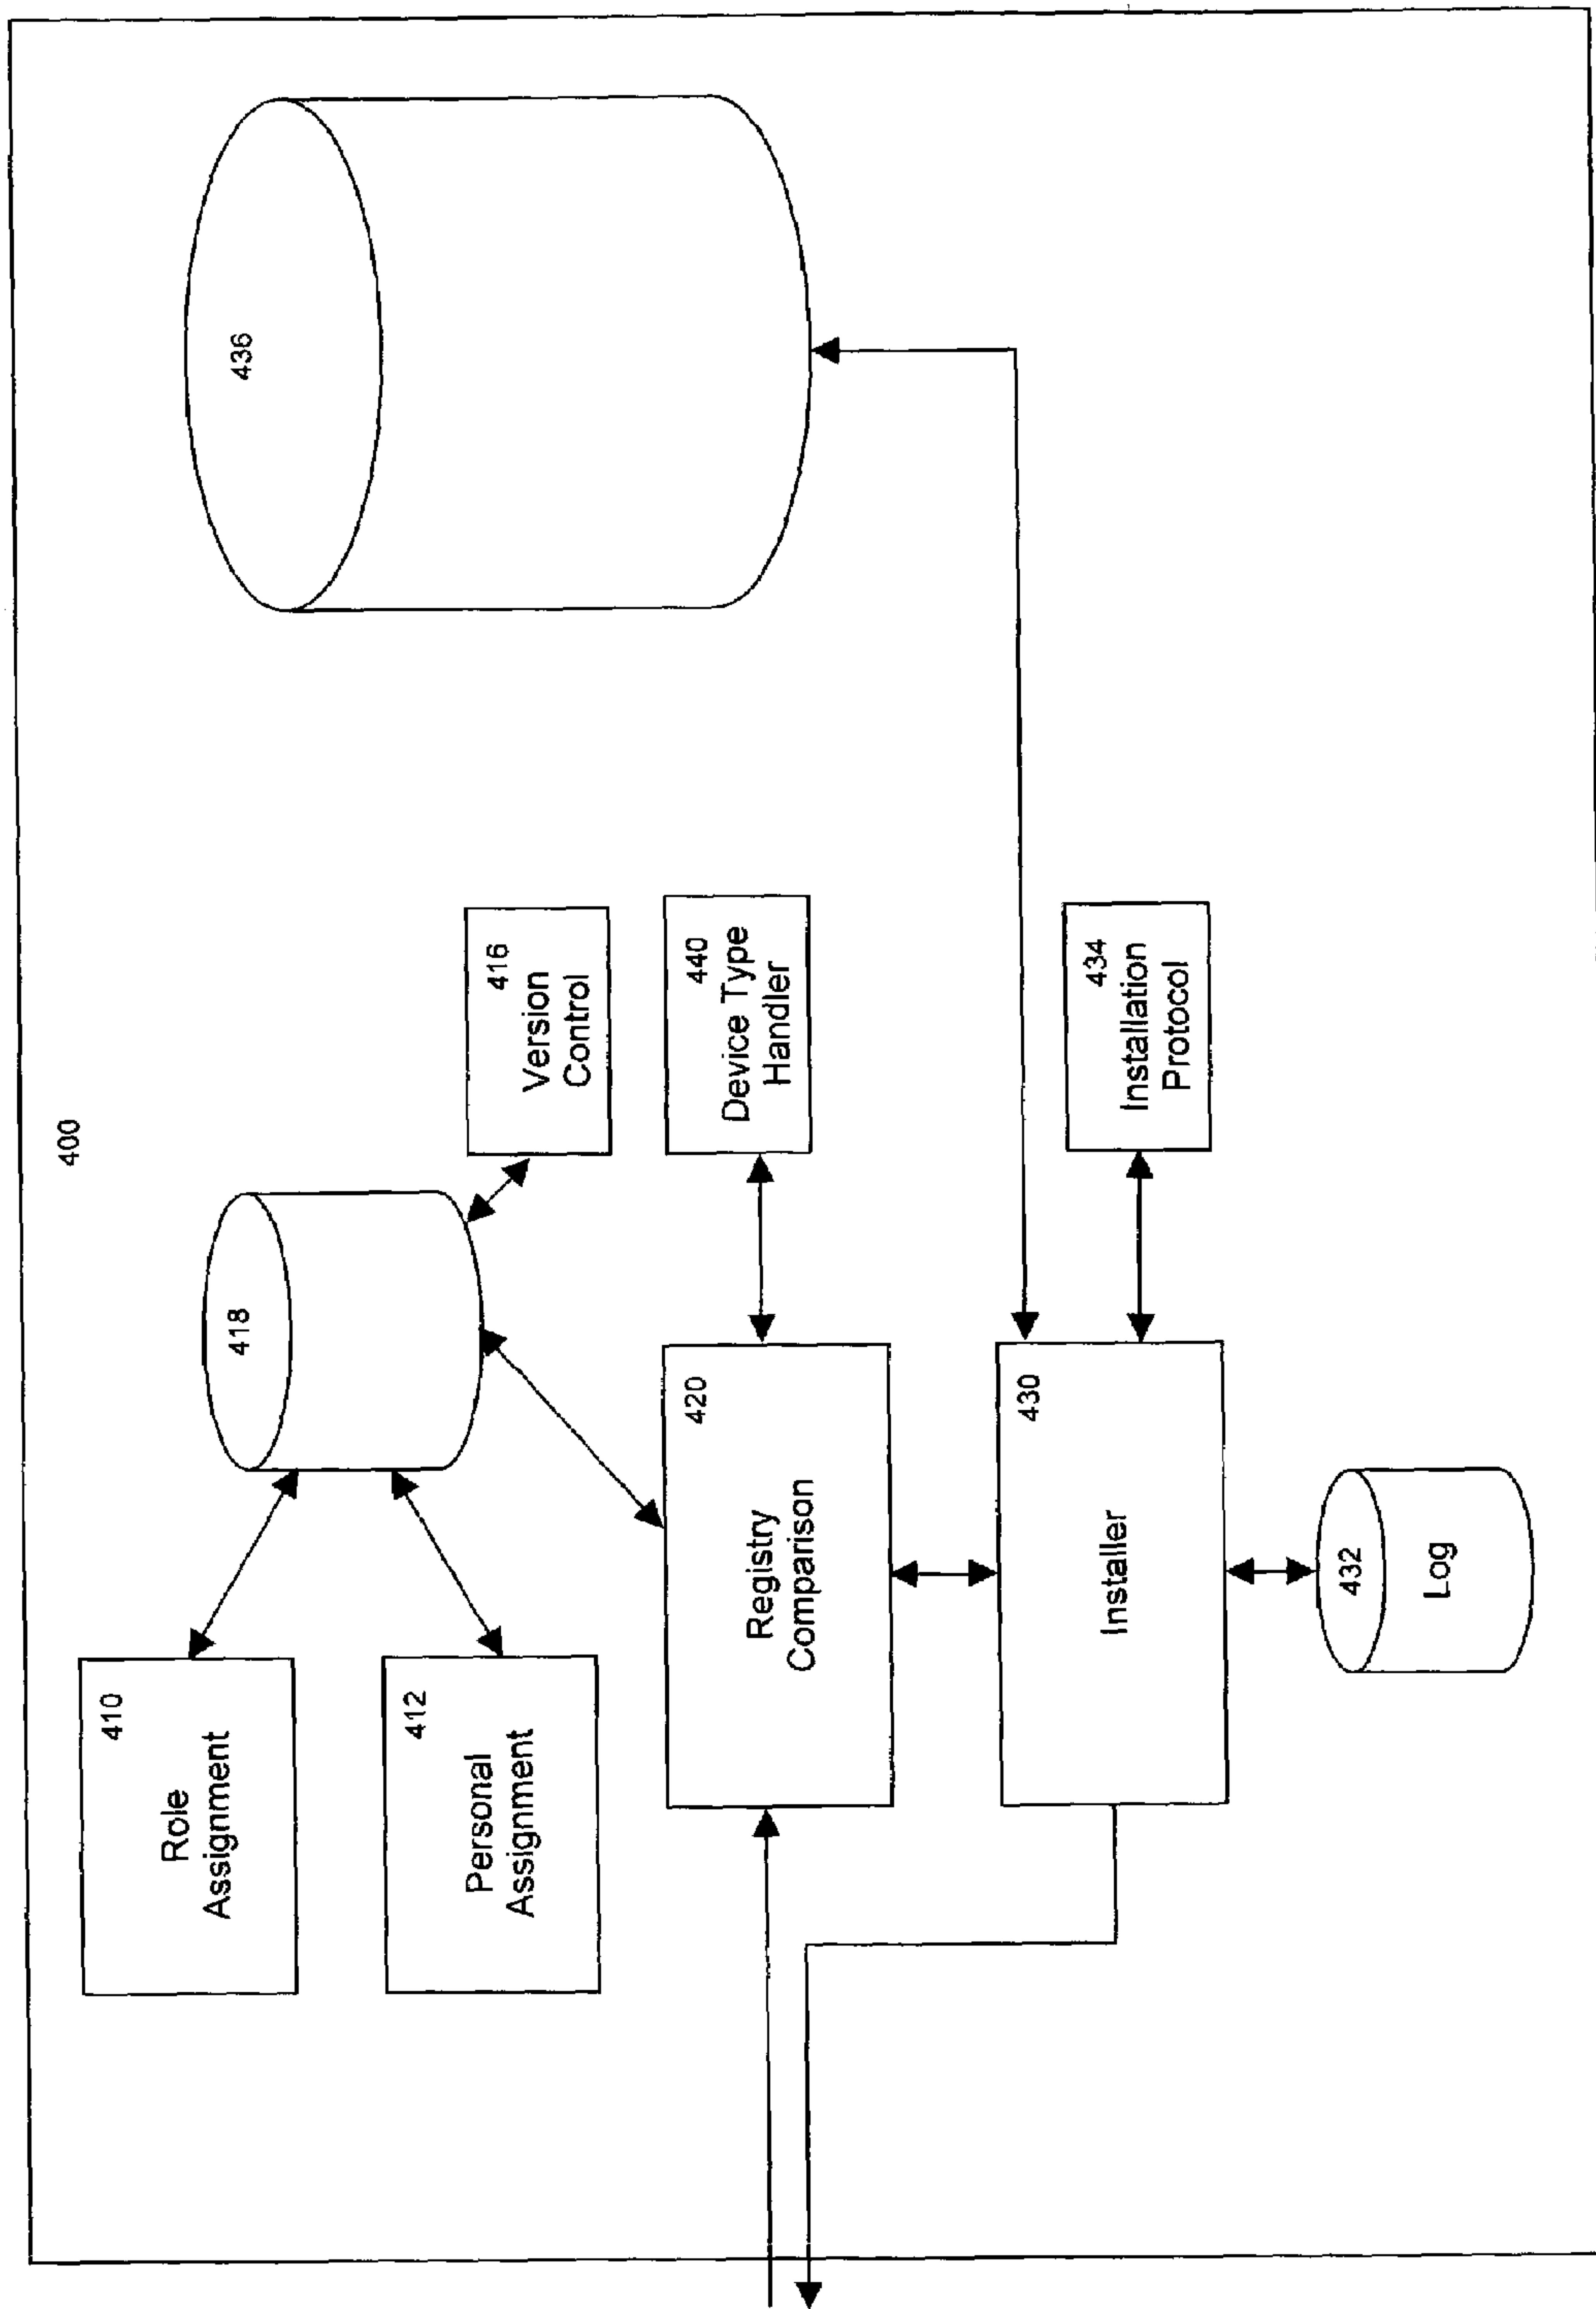 400
410
Role
Assignment
412
Personal
Assignment
418
416
Version
Control
436
420
Registry
Comparison
440
Device Type
Handler
430
Installer
434
Installation
Protocol
432
Log